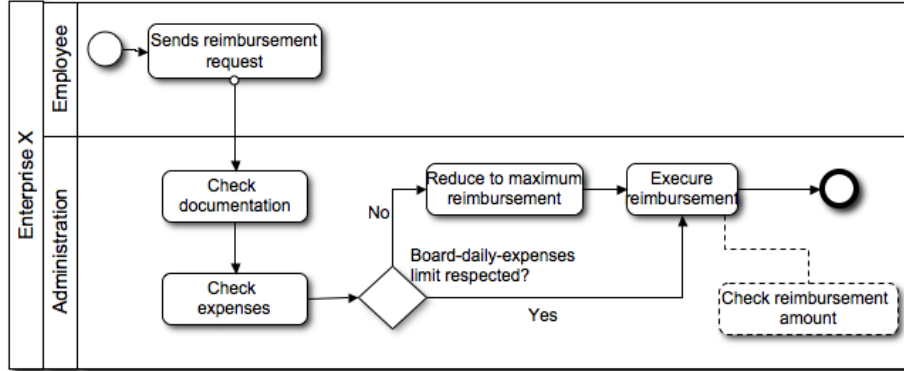 Enterprise X
Employee
Sends reimbursement
request
Administration
Check
documentation
Check
expenses
No
Board-daily-expenses
limit respected?
Yes
Reduce to maximum
reimbursement
Execure
reimbursement
Check reimbursement
amount